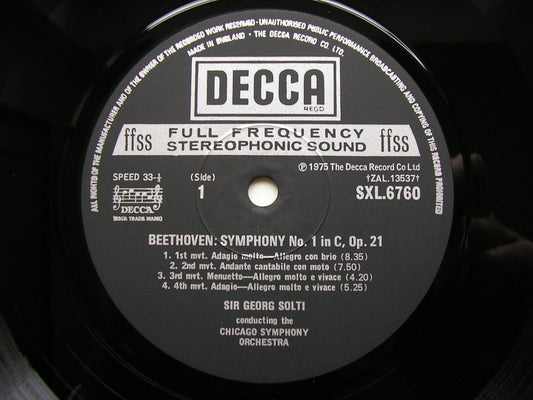 ALL RIGHTS OF THE MANUFACTURER AND OF THE OWNER OF THE RECORDED WORK RESERVED · UNAUTHORISED PUBLIC PERFORMANCE BROADCASTING AND COPYING OF THIS RECORD PROHIBITED
MADE IN ENGLAND · THE DECCA RECORD CO. LTD.
DECCA
REGD
ffss FULL FREQUENCY ffss
STEREOPHONIC SOUND
℗ 1975 The Decca Record Co Ltd
SPEED 33-⅓ (Side) †ZAL.13537†
1 SXL.6760
DECCA
(REGD TRADE MARK)
BEETHOVEN: SYMPHONY No. 1 in C, Op. 21
1. 1st mvt. Adagio molto—Allegro con brio (8.35)
2. 2nd mvt. Andante cantabile con moto (7.50)
3. 3rd mvt. Menuetto—Allegro molto e vivace (4.20)
4. 4th mvt. Adagio—Allegro molto e vivace (5.25)
SIR GEORG SOLTI
conducting the
CHICAGO SYMPHONY
ORCHESTRA